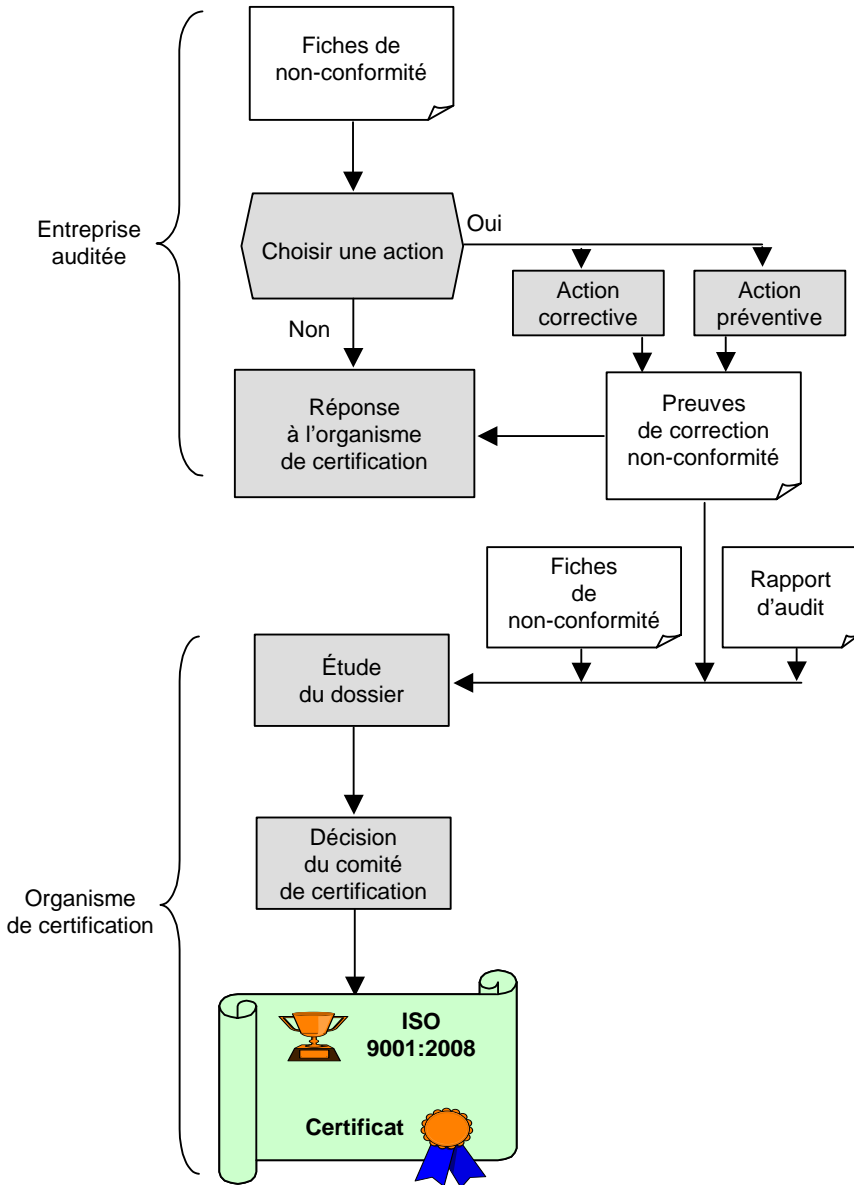 Fiches de
non-conformité
Entreprise
auditée
Choisir une action
Oui
Non
Action
corrective
Action
préventive
Réponse
à l’organisme
de certification
Preuves
de correction
non-conformité
Fiches
de
non-conformité
Rapport
d’audit
Étude
du dossier
Décision
du comité
de certification
Organisme
de certification
ISO
9001:2008
Certificat